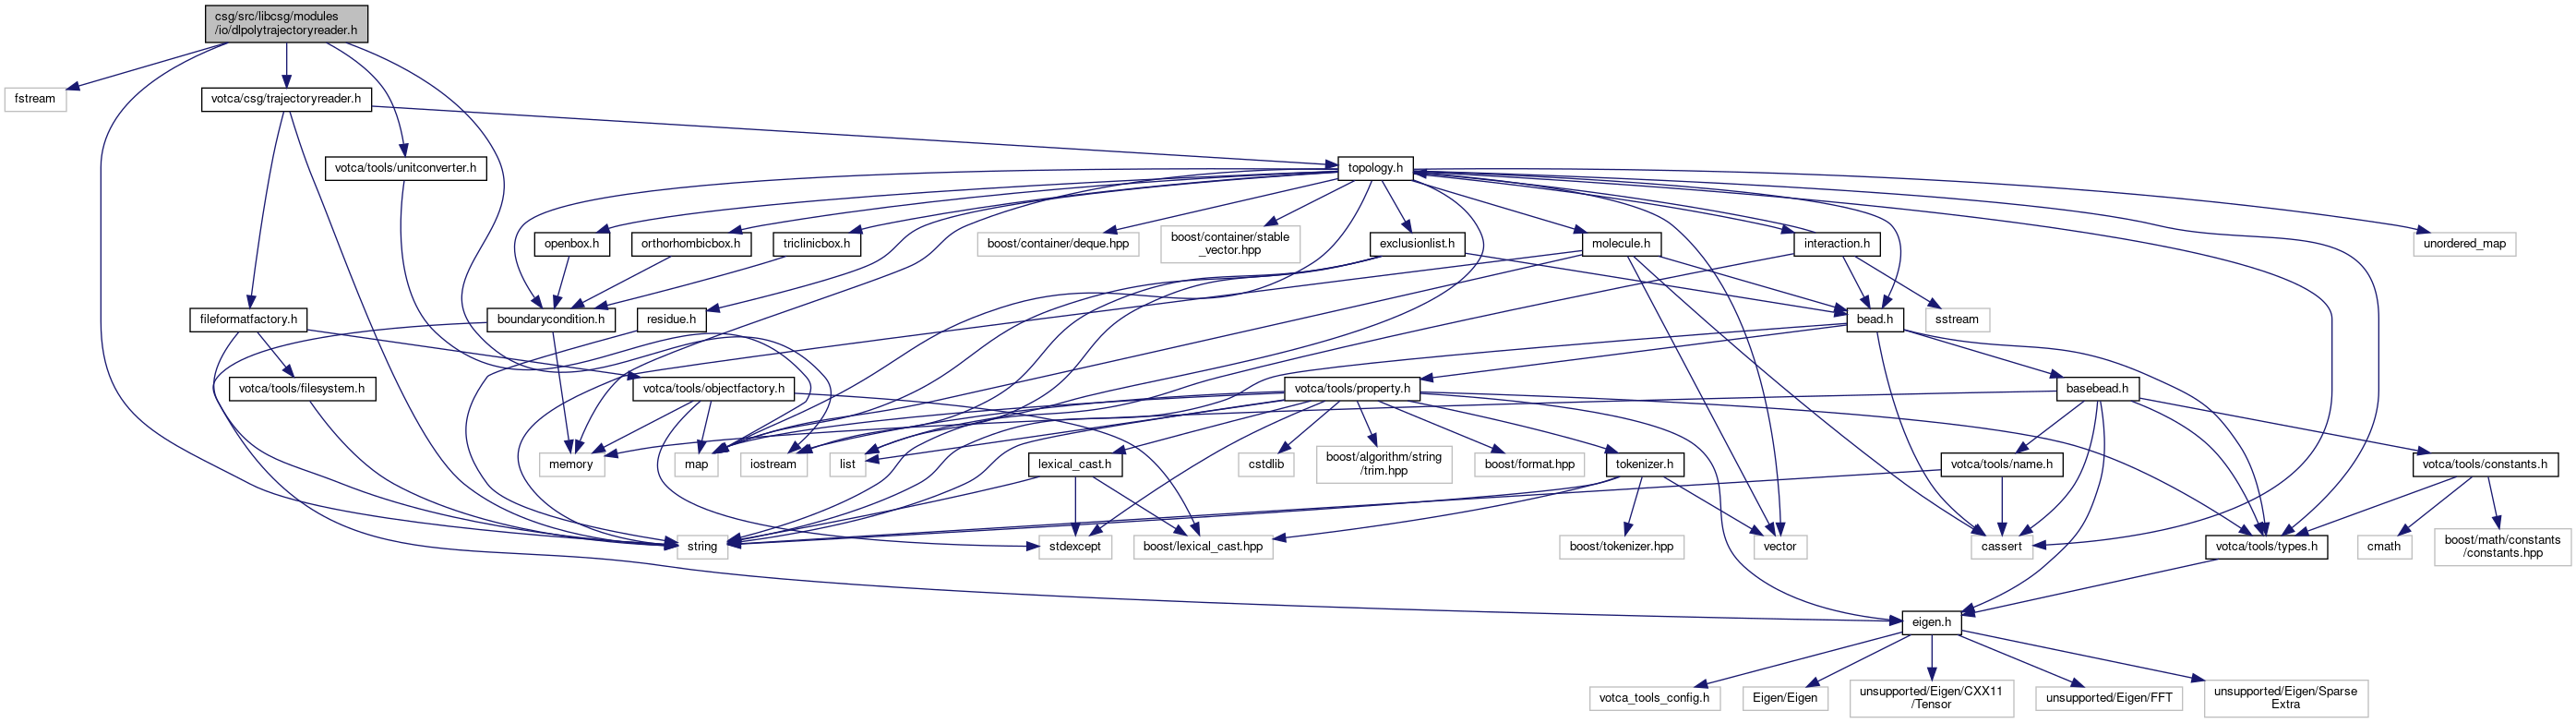 csg/src/libcsg/modules
/io/dlpolytrajectoryreader.h
fstream
votca/csg/trajectoryreader.h
votca/tools/unitconverter.h
topology.h
openbox.h
orthorhombicbox.h
triclinicbox.h
boost/container/deque.hpp
boost/container/stable
_vector.hpp
exclusionlist.h
molecule.h
interaction.h
unordered_map
fileformatfactory.h
boundarycondition.h
residue.h
bead.h
sstream
votca/tools/filesystem.h
votca/tools/objectfactory.h
votca/tools/property.h
basebead.h
memory
map
iostream
list
lexical_cast.h
cstdlib
boost/algorithm/string
/trim.hpp
boost/format.hpp
tokenizer.h
votca/tools/name.h
votca/tools/constants.h
string
stdexcept
boost/lexical_cast.hpp
boost/tokenizer.hpp
vector
cassert
votca/tools/types.h
cmath
boost/math/constants
/constants.hpp
eigen.h
votca_tools_config.h
Eigen/Eigen
unsupported/Eigen/CXX11
/Tensor
unsupported/Eigen/FFT
unsupported/Eigen/Sparse
Extra